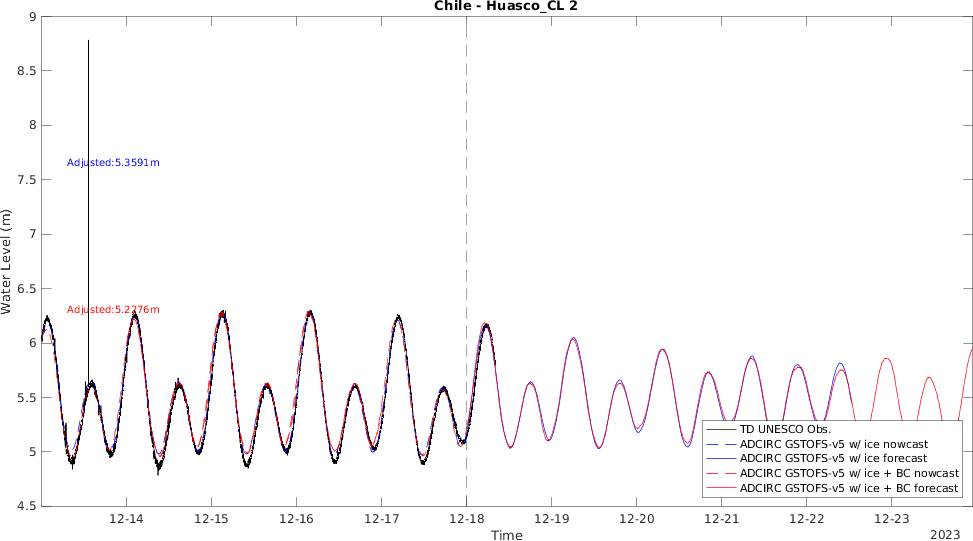 Chile - Huasco_CL 2
9
8.5
8
7.5
7
6.5
6
5.5
5
4.5
Water Level (m)
Adjusted:5.3591m
Adjusted:5.2276m
TD UNESCO Obs.
ADCIRC GSTOFS-v5 w/ ice nowcast
ADCIRC GSTOFS-v5 w/ ice forecast
ADCIRC GSTOFS-v5 w/ ice + BC nowcast
ADCIRC GSTOFS-v5 w/ ice + BC forecast
12-14 12-15 12-16 12-17 12-18 12-19 12-20 12-21 12-22 12-23
Time
2023